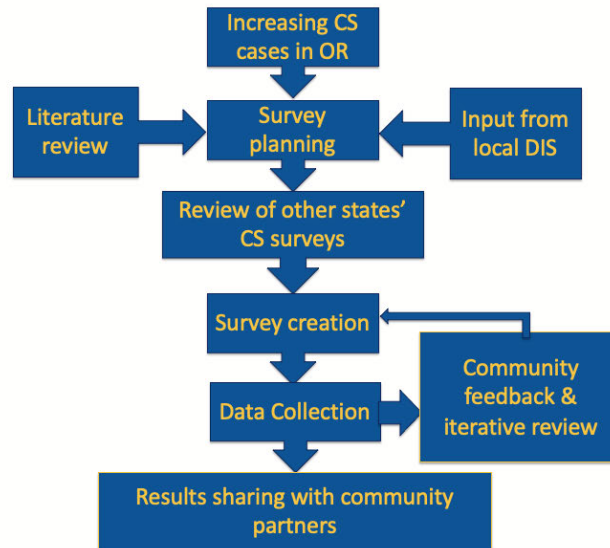 Increasing CS
cases in OR
Literature
review
Survey
planning
Input from
local DIS
Review of other states'
CS surveys
Survey creation
Community
feedback &
iterative review
Data Collection
Results sharing with community
partners